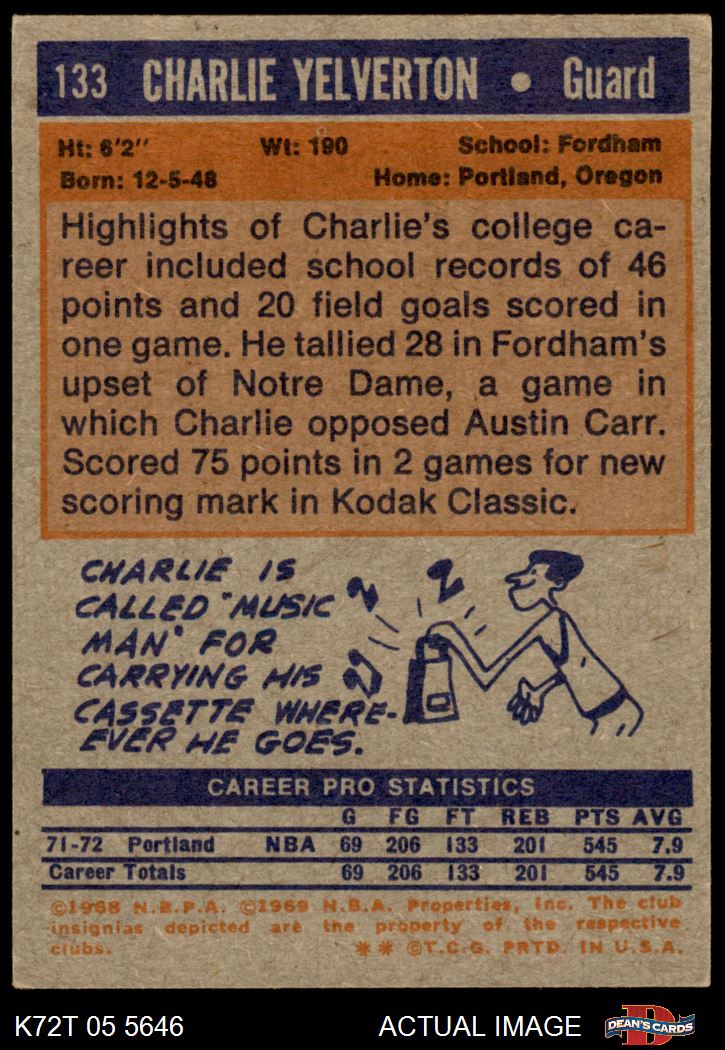 133 CHARLIE YELVERTON • Guard
Ht: 6'2" Wt: 190 School: Fordham
Born: 12-5-48 Home: Portland, Oregon
Highlights of Charlie's college ca-
reer included school records of 46
points and 20 field goals scored in
one game. He tallied 28 in Fordham's
upset of Notre Dame, a game in
which Charlie opposed Austin Carr.
Scored 75 points in 2 games for new
scoring mark in Kodak Classic.
CHARLIE IS
CALLED "MUSIC
MAN" FOR
CARRYING HIS
CASSETTE WHERE-
EVER HE GOES.
CAREER PRO STATISTICS
G FG FT REB PTS AVG
71-72 Portland NBA 69 206 133 201 545 7.9
Career Totals 69 206 133 201 545 7.9
©1968 N.B.P.A. ©1969 N.B.A. Properties, Inc. The club
insignias depicted are the property of the respective
clubs. ** ©T.C.G. PRTD. IN U.S.A.
K72T 05 5646 ACTUAL IMAGE D DEAN'S CARDS